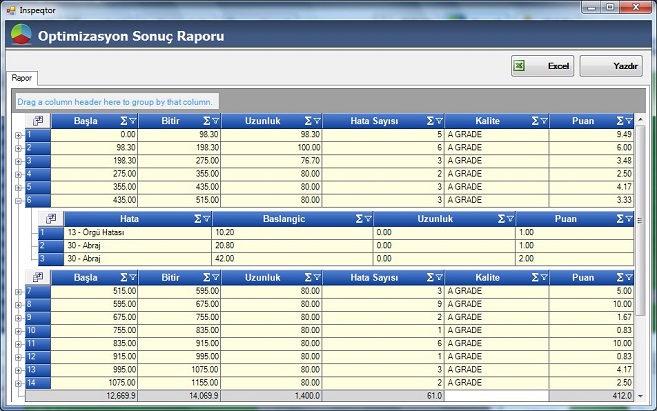 Inspeqtor
Optimizasyon Sonuç Raporu
Excel Yazdır
Rapor
Drag a column header here to group by that column.
Başla Bitir Uzunluk Hata Sayısı Kalite Puan
1 0.00 98.30 98.30 5 A GRADE 9.49
2 98.30 198.30 100.00 6 A GRADE 6.00
3 198.30 275.00 76.70 3 A GRADE 3.48
4 275.00 355.00 80.00 2 A GRADE 2.50
5 355.00 435.00 80.00 3 A GRADE 4.17
6 435.00 515.00 80.00 3 A GRADE 3.33
Hata Baslangic Uzunluk Puan
1 13 - Örgü Hatası 10.20 0.00 1.00
2 30 - Abraj 20.80 0.00 1.00
3 30 - Abraj 42.00 0.00 2.00
Başla Bitir Uzunluk Hata Sayısı Kalite Puan
7 515.00 595.00 80.00 3 A GRADE 5.00
8 595.00 675.00 80.00 9 A GRADE 10.00
9 675.00 755.00 80.00 2 A GRADE 1.67
10 755.00 835.00 80.00 1 A GRADE 0.83
11 835.00 915.00 80.00 6 A GRADE 10.00
12 915.00 995.00 80.00 1 A GRADE 0.83
13 995.00 1075.00 80.00 3 A GRADE 4.17
14 1075.00 1155.00 80.00 2 A GRADE 2.50
12,669.9 14,069.9 1,400.0 61.0 412.0